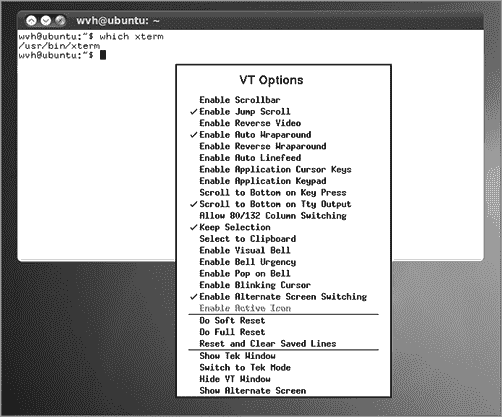 wvh@ubuntu: ~
wvh@ubuntu:~$ which xterm
/usr/bin/xterm
wvh@ubuntu:~$
VT Options
Enable Scrollbar
✓ Enable Jump Scroll
Enable Reverse Video
✓ Enable Auto Wraparound
Enable Reverse Wraparound
Enable Auto Linefeed
Enable Application Cursor Keys
Enable Application Keypad
Scroll to Bottom on Key Press
✓ Scroll to Bottom on Tty Output
Allow 80/132 Column Switching
✓ Keep Selection
Select to Clipboard
Enable Visual Bell
Enable Bell Urgency
Enable Pop on Bell
Enable Blinking Cursor
✓ Enable Alternate Screen Switching
Enable Active Icon
Do Soft Reset
Do Full Reset
Reset and Clear Saved Lines
Show Tek Window
Switch to Tek Mode
Hide VT Window
Show Alternate Screen